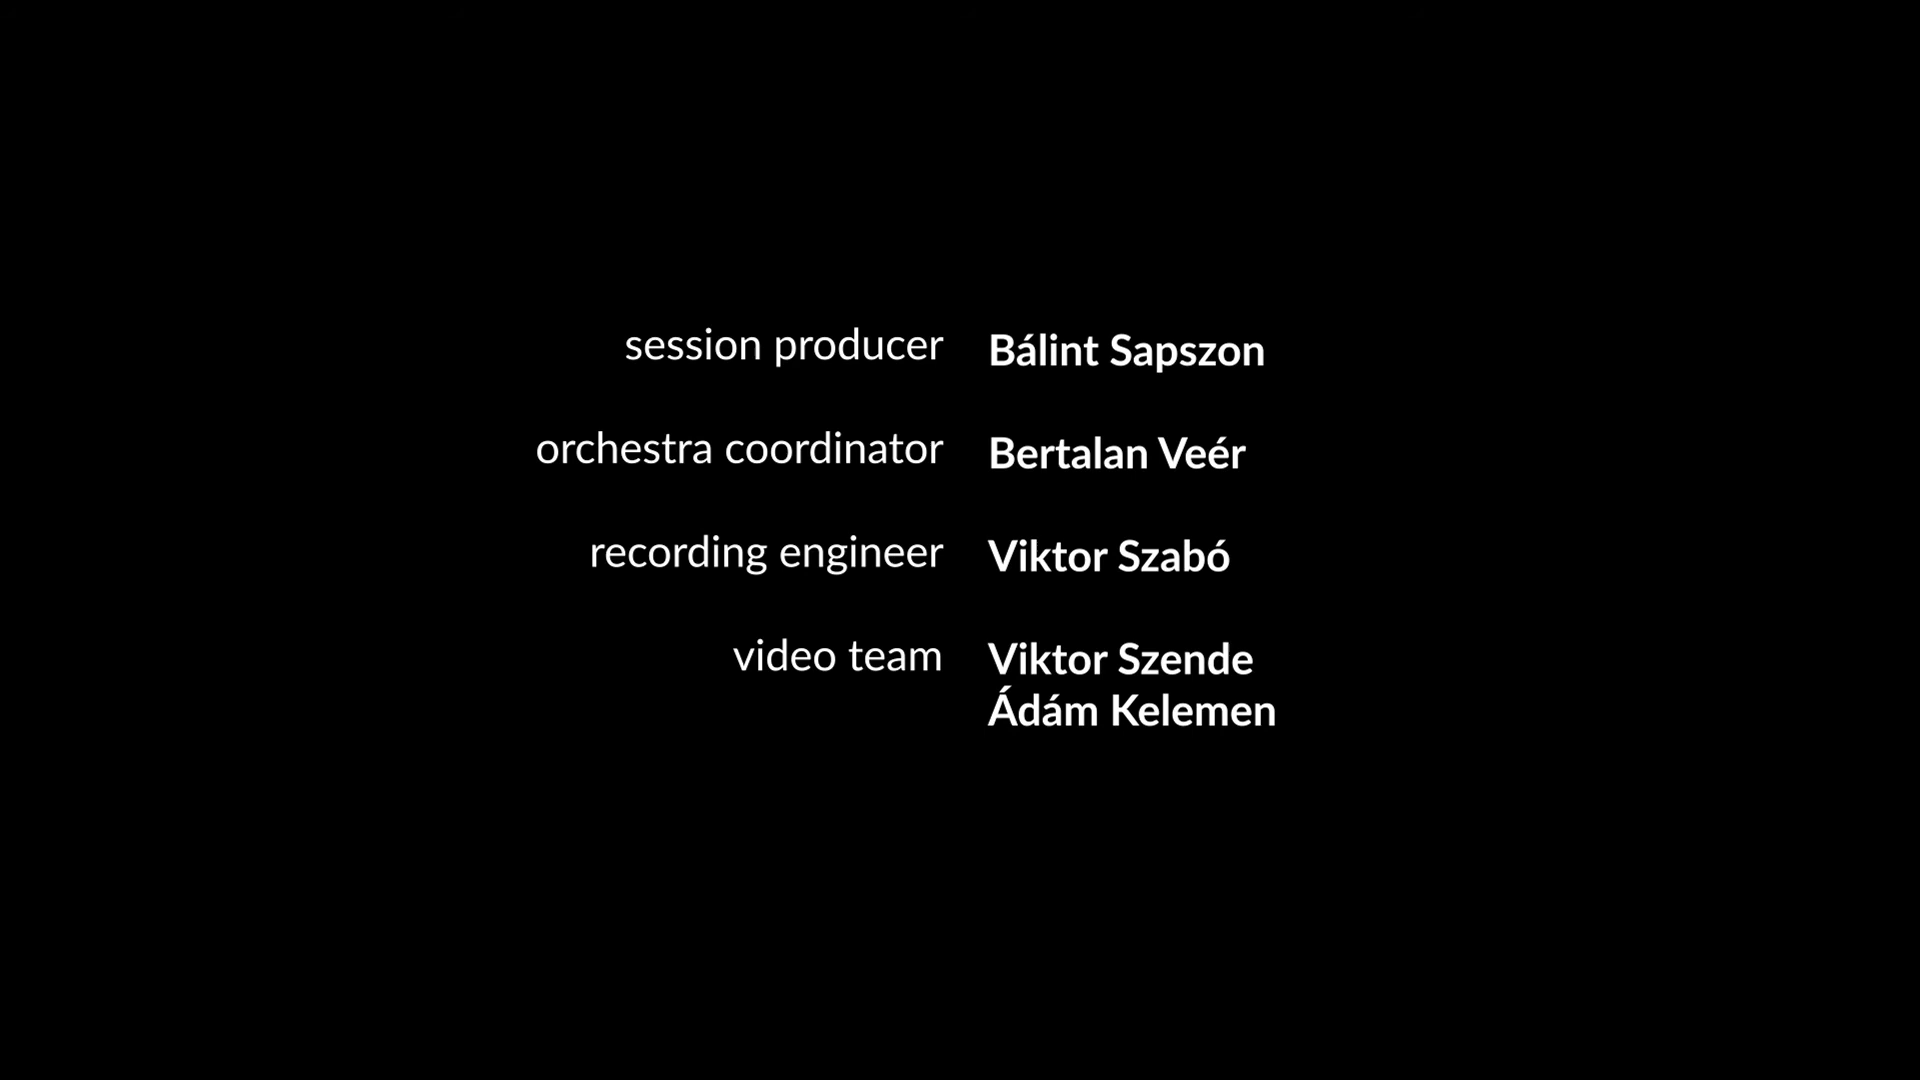 session producer Bálint Sapszon
orchestra coordinator Bertalan Veér
recording engineer Viktor Szabó
video team Viktor Szende
Ádám Kelemen